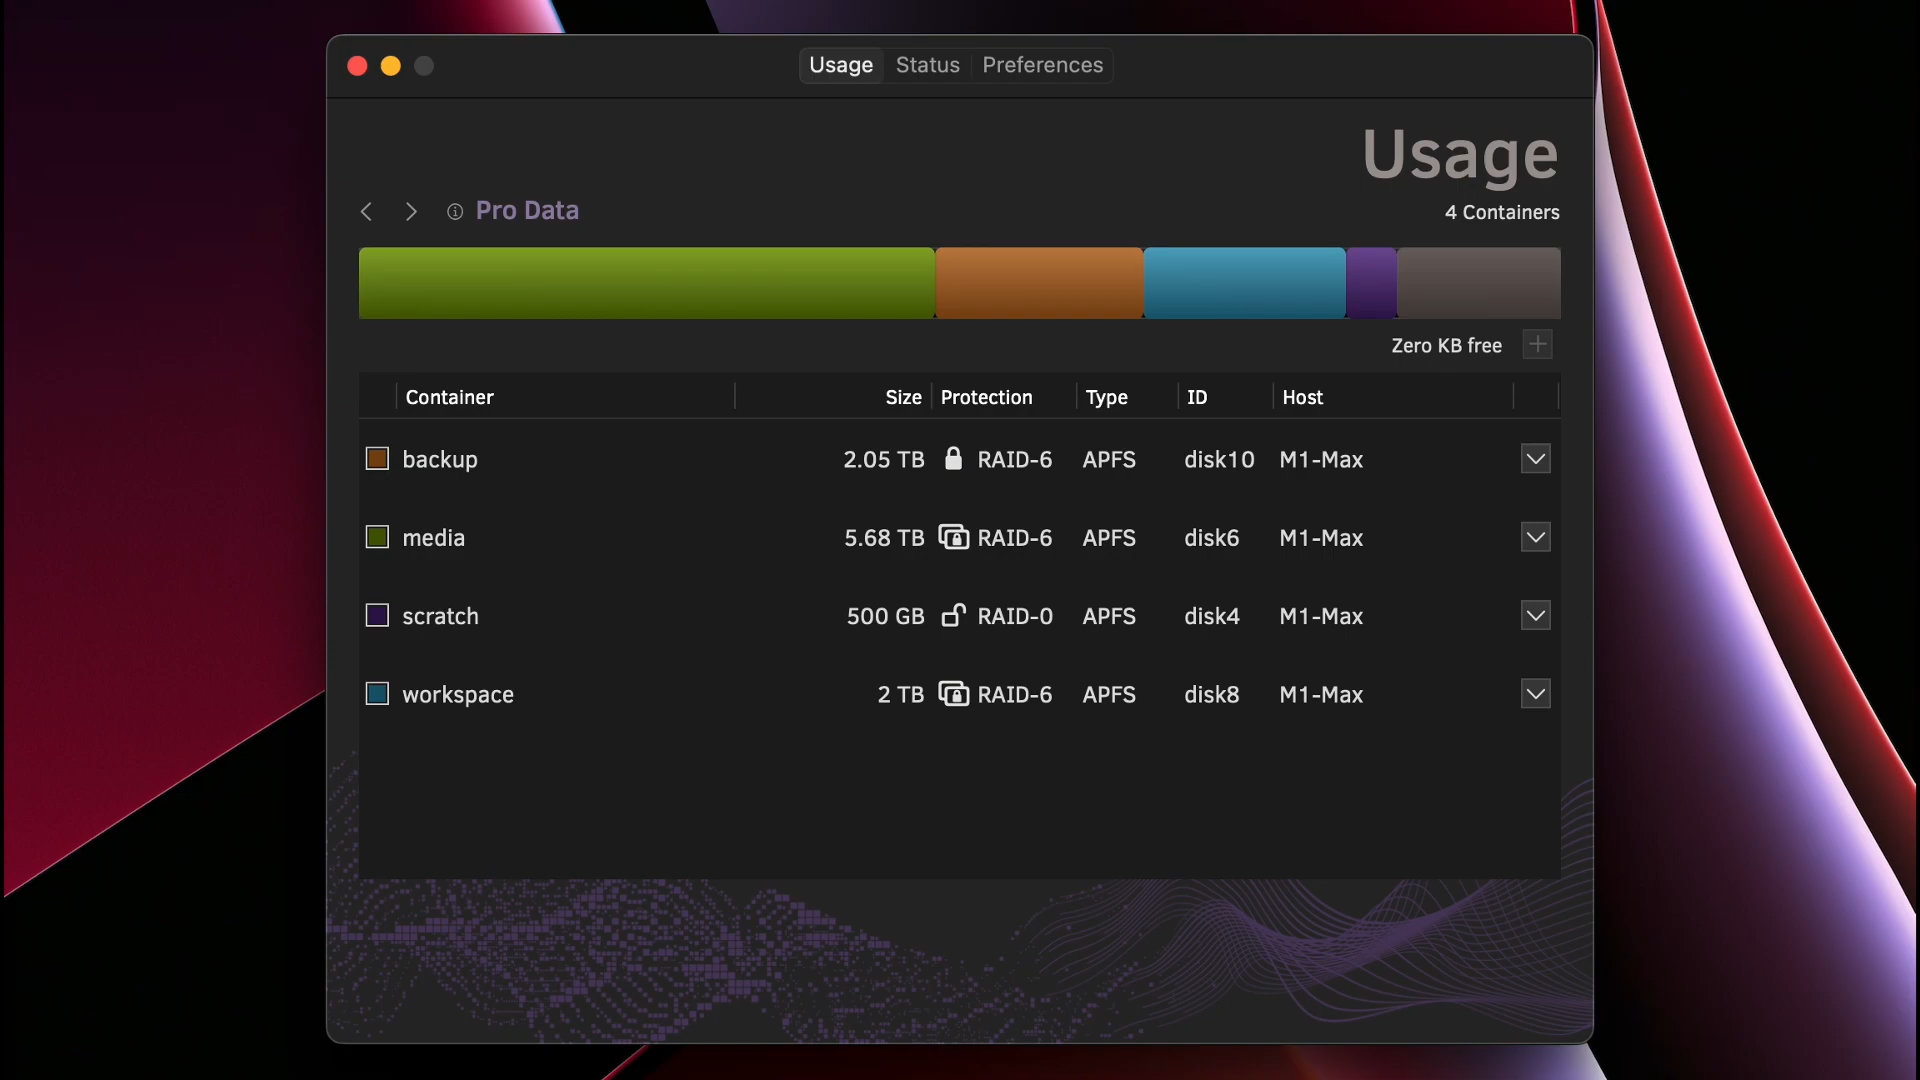 Usage Status Preferences
Usage
Pro Data
4 Containers
Zero KB free
Container Size Protection Type ID Host
backup 2.05 TB RAID-6 APFS disk10 M1-Max
media 5.68 TB RAID-6 APFS disk6 M1-Max
scratch 500 GB RAID-0 APFS disk4 M1-Max
workspace 2 TB RAID-6 APFS disk8 M1-Max